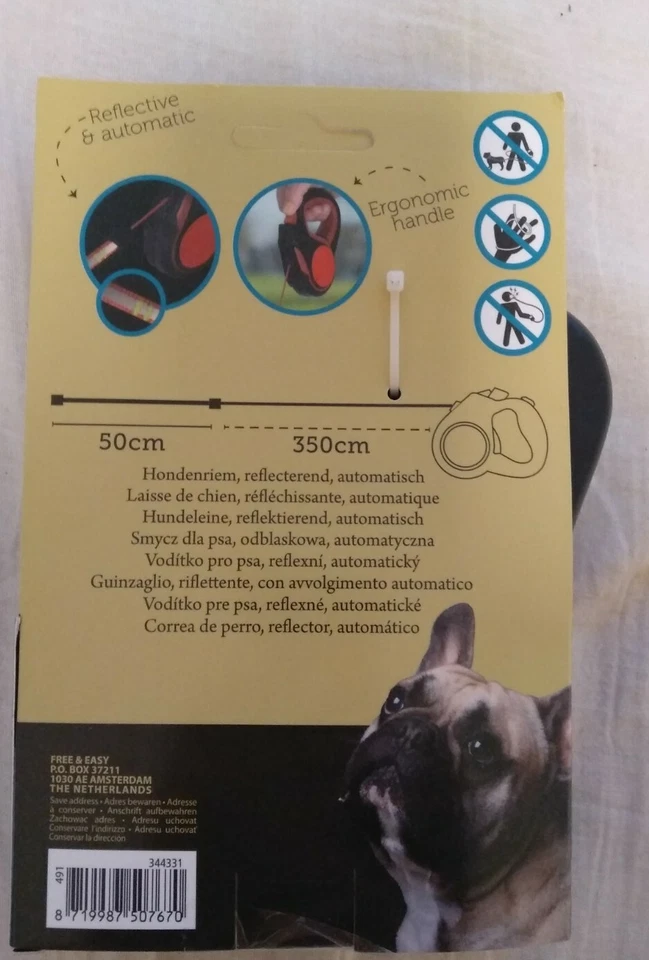 Reflective
& automatic
Ergonomic
handle
50cm
350cm
Hondenriem, reflecterend, automatisch
Laisse de chien, réfléchissante, automatique
Hundeleine, reflektierend, automatisch
Smycz dla psa, odblaskowa, automatyczna
Vodítko pro psa, reflexní, automatický
Guinzaglio, riflettente, con avvolgimento automatico
Vodítko pre psa, reflexné, automatické
Correa de perro, reflector, automático
FREE & EASY
P.O. BOX 37211
1030 AE AMSTERDAM
THE NETHERLANDS
Save address • Adres bewaren • Adresse
à conserver • Anschrift aufbewahren
Zachowac adres • Adresu uchovat
Conservare l'indirizzo • Adresu uchovať
Conservar la dirección
344331
491
8 719987 507670